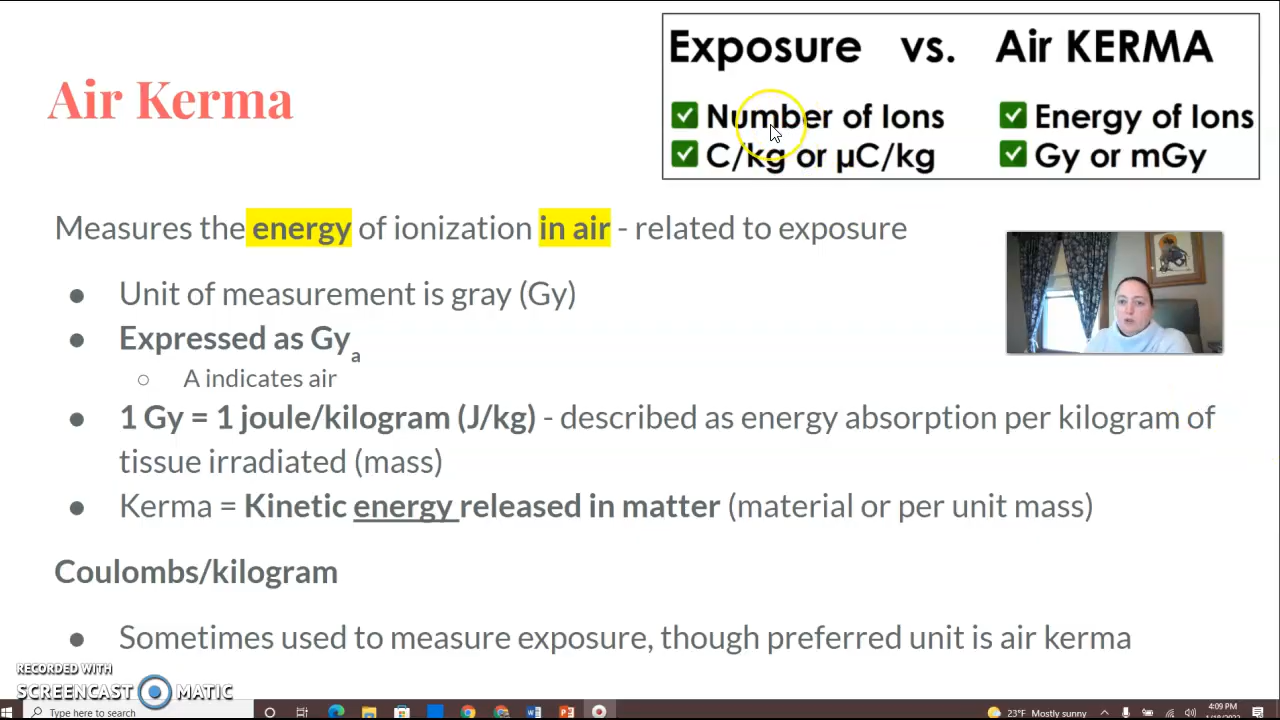 Exposure vs. Air KERMA
Air Kerma
✓ Number of Ions ✓ Energy of Ions
✓ C/kg or µC/kg ✓ Gy or mGy
Measures the energy of ionization in air - related to exposure
● Unit of measurement is gray (Gy)
● Expressed as Gya
○ A indicates air
● 1 Gy = 1 joule/kilogram (J/kg) - described as energy absorption per kilogram of
tissue irradiated (mass)
● Kerma = Kinetic energy released in matter (material or per unit mass)
Coulombs/kilogram
● Sometimes used to measure exposure, though preferred unit is air kerma
RECORDED WITH
SCREENCAST MATIC
Type here to search
23°F Mostly sunny
4:09 PM